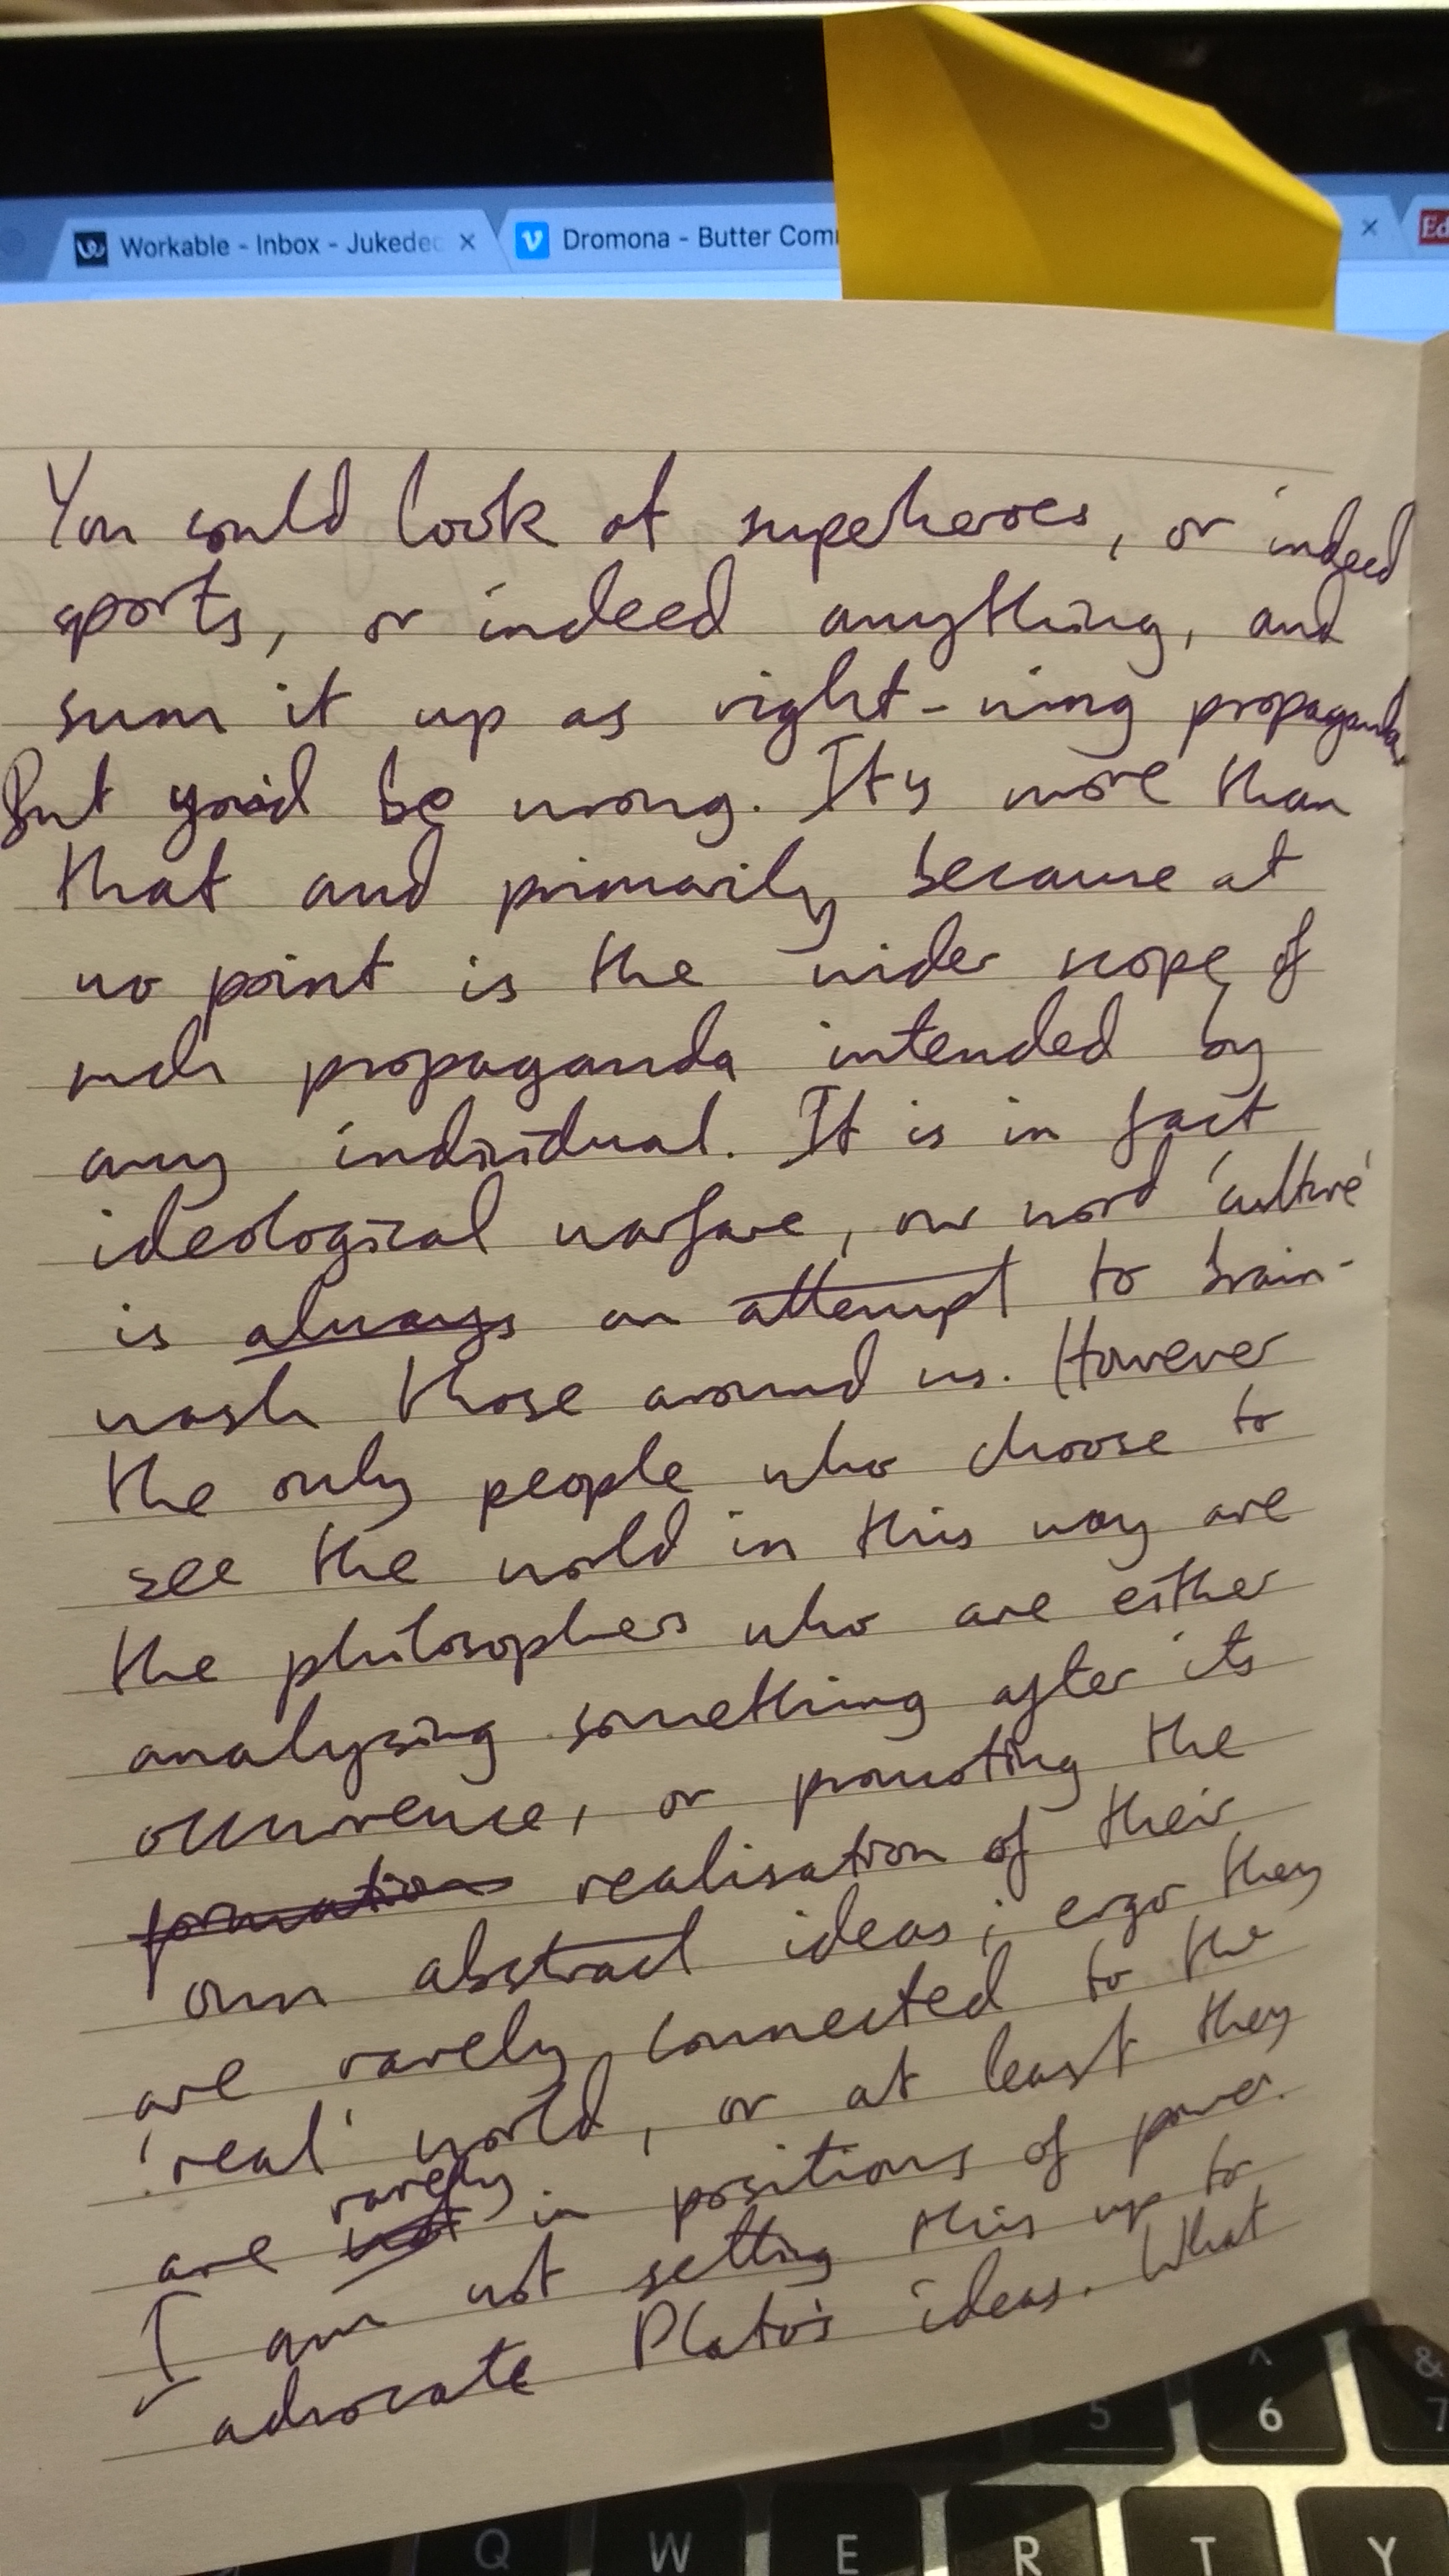 Workable - Inbox - Jukedec
Dromona - Butter Com
Ed
You could look at superheroes, or indeed
sports, or indeed anything, and
sum it up as right-wing propaganda.
But you'd be wrong. It's more than
that and primarily because at
no point is the wider scope of
such propaganda intended by
any individual. It is in fact
ideological warfare, our word 'culture'
is always an attempt to brain-
wash those around us. However
the only people who choose to
see the world in this way are
the philosophers who are either
analysing something after its
occurrence, or promoting the
formation realisation of their
own abstract ideas; ergo they
are rarely connected to the
'real' world, or at least they
rarely
are not in positions of power.
I am not setting this up to
advocate Plato's ideas. What
5 ^ 6 & 7
Q W E R T Y